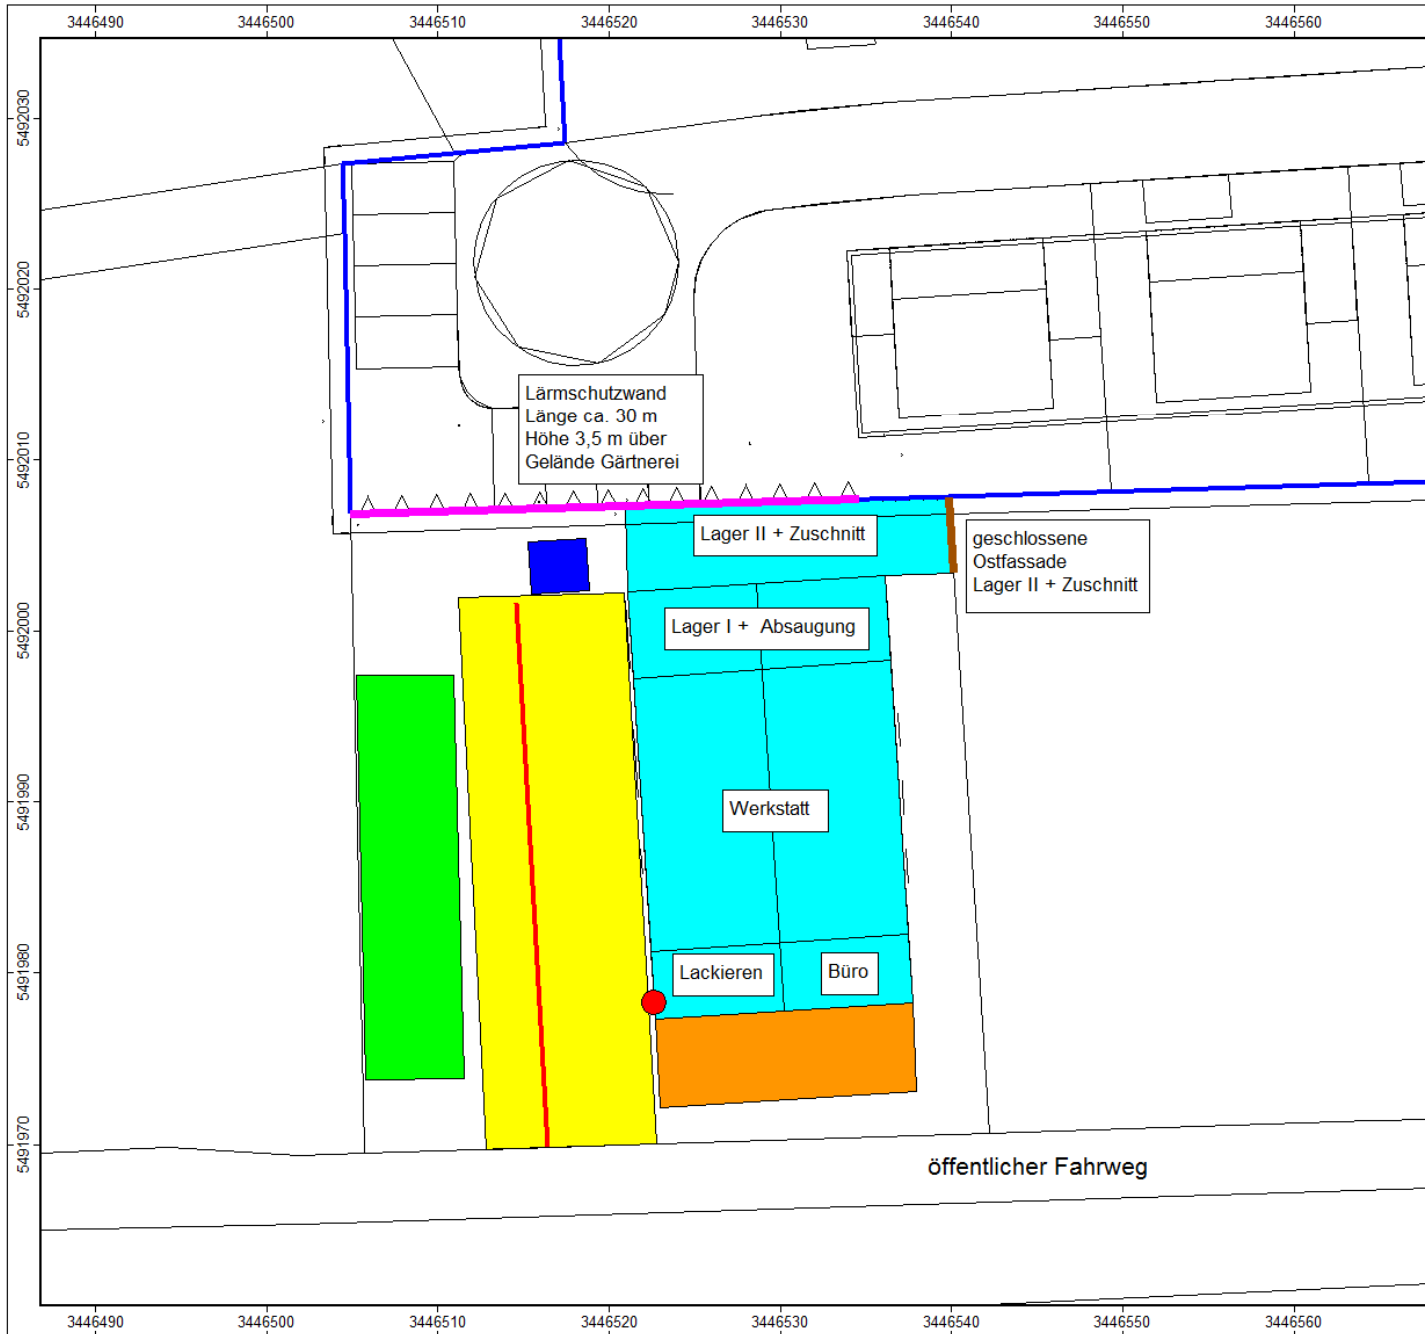 3446490 3446500 3446510 3446520 3446530 3446540 3446550 3446560
5492030
5492020
5492010
5492000
5491990
5491980
5491970
Lärmschutzwand
Länge ca. 30 m
Höhe 3,5 m über
Gelände Gärtnerei
Lager II + Zuschnitt
geschlossene
Ostfassade
Lager II + Zuschnitt
Lager I + Absaugung
Werkstatt
Lackieren
Büro
öffentlicher Fahrweg
3446490 3446500 3446510 3446520 3446530 3446540 3446550 3446560